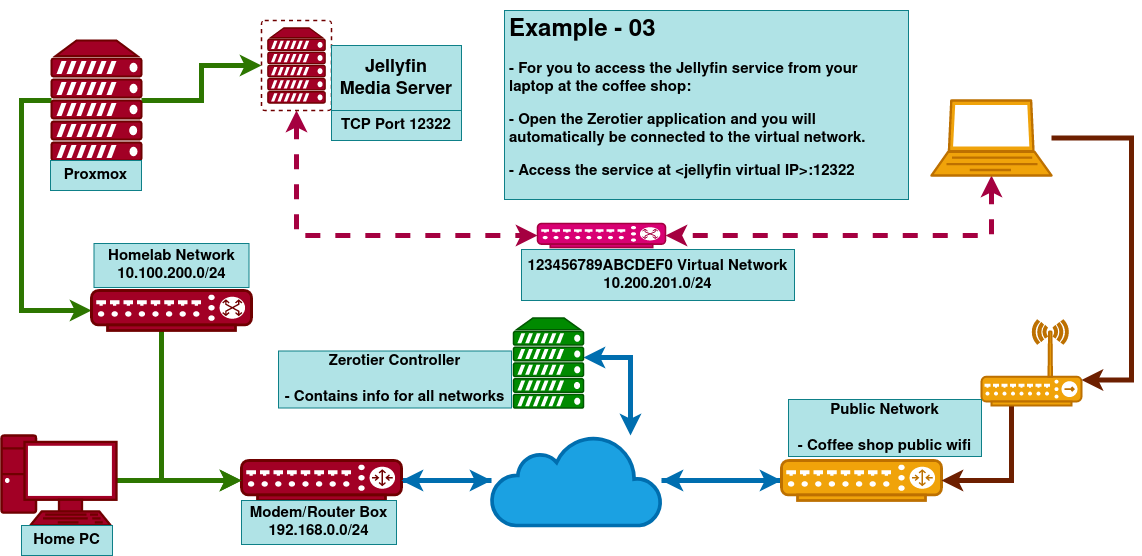 Example - 03
- For you to access the Jellyfin service from your
laptop at the coffee shop:
- Open the Zerotier application and you will
automatically be connected to the virtual network.
- Access the service at <jellyfin virtual IP>:12322
Jellyfin
Media Server
TCP Port 12322
Proxmox
Homelab Network
10.100.200.0/24
123456789ABCDEF0 Virtual Network
10.200.201.0/24
Zerotier Controller
- Contains info for all networks
Public Network
- Coffee shop public wifi
Modem/Router Box
192.168.0.0/24
Home PC